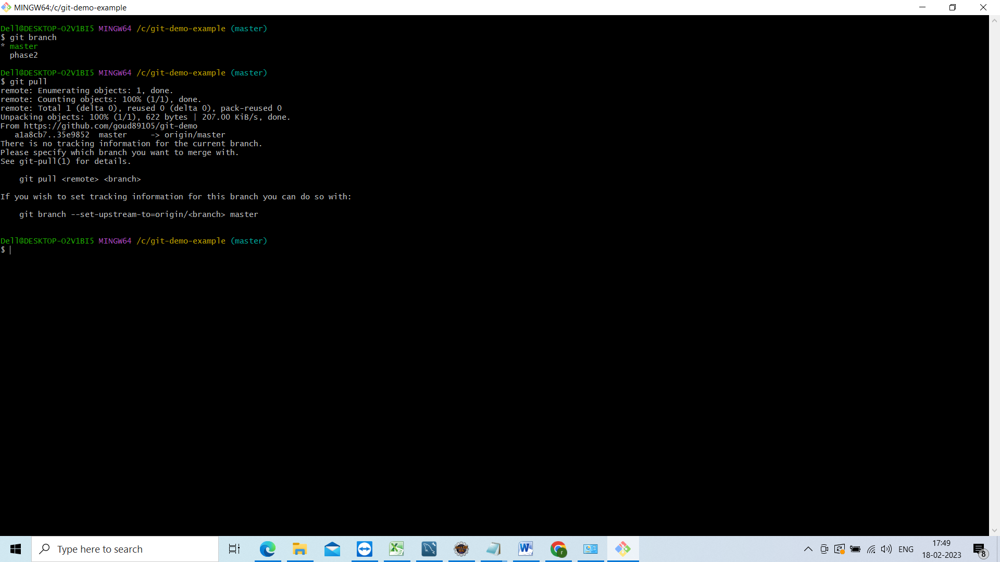 MINGW64:/c/git-demo-example
Dell@DESKTOP-O2V1BI5 MINGW64 /c/git-demo-example (master)
$ git branch
* master
  phase2
Dell@DESKTOP-O2V1BI5 MINGW64 /c/git-demo-example (master)
$ git pull
remote: Enumerating objects: 1, done.
remote: Counting objects: 100% (1/1), done.
remote: Total 1 (delta 0), reused 0 (delta 0), pack-reused 0
Unpacking objects: 100% (1/1), 622 bytes | 207.00 KiB/s, done.
From https://github.com/goud89105/git-demo
   a1a8cb7..35e9852  master     -> origin/master
There is no tracking information for the current branch.
Please specify which branch you want to merge with.
See git-pull(1) for details.
    git pull <remote> <branch>
If you wish to set tracking information for this branch you can do so with:
    git branch --set-upstream-to=origin/<branch> master
Dell@DESKTOP-O2V1BI5 MINGW64 /c/git-demo-example (master)
$
Type here to search
ENG
17:49
18-02-2023
8